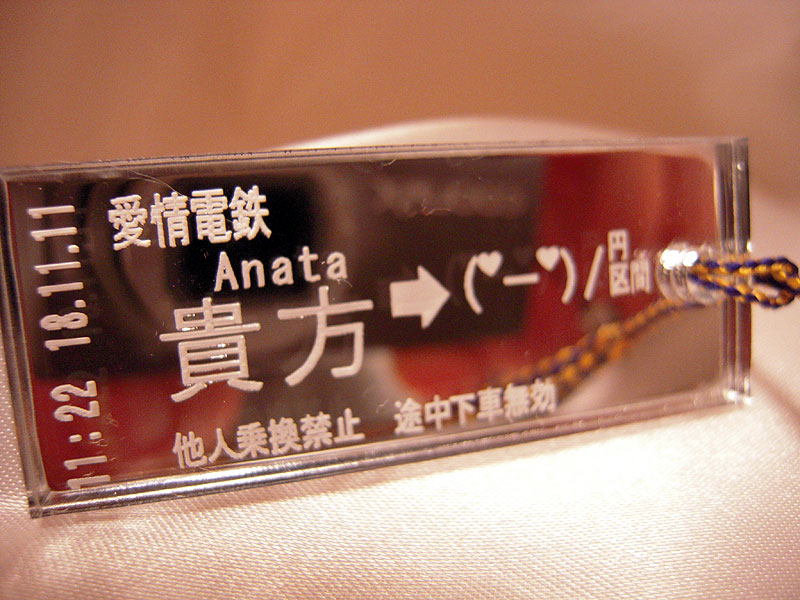 18.11.11
11:22
愛情電鉄
Anata
貴方➡(♥ー♥)/円区間
他人乗換禁止 途中下車無効